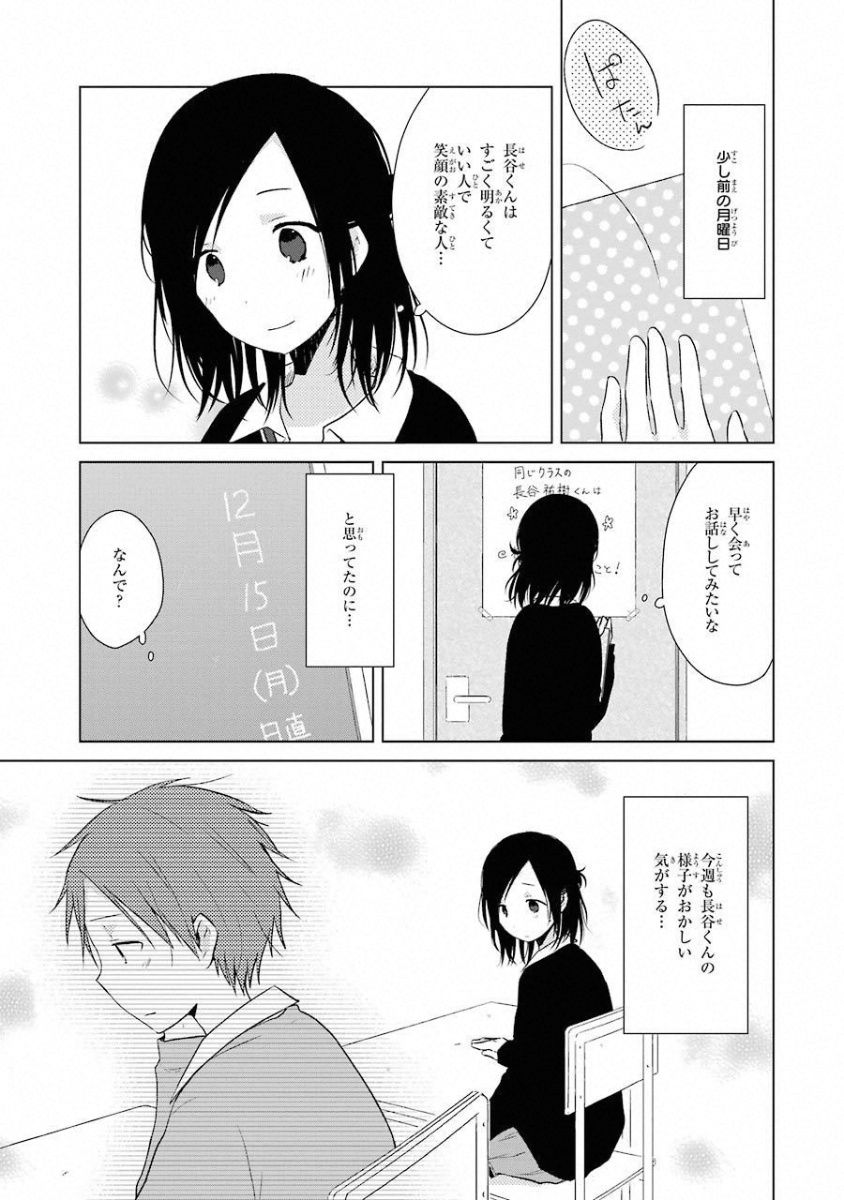 ぱたん
少し前の月曜日
長谷くんは
すごく明るくて
いい人で
笑顔の素敵な人…
早く会って
お話ししてみたいな
同じクラスの
長谷祐樹くんは
こと!
と思ってたのに…
12月15日(月)
日直
なんで?
今週も長谷くんの
様子がおかしい
気がする…